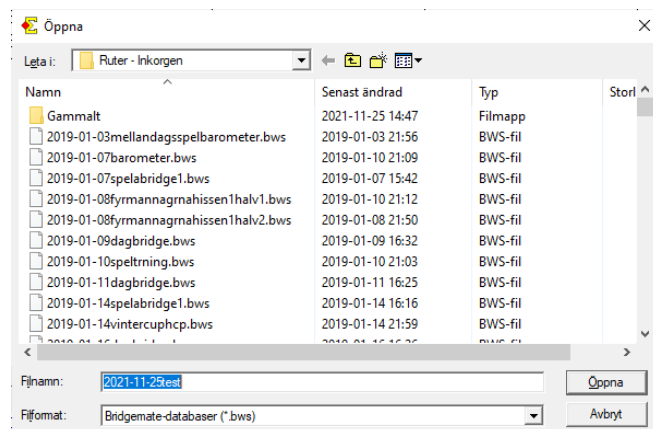 Öppna
Leta i: Ruter - Inkorgen
Namn Senast ändrad Typ Storl
Gammalt 2021-11-25 14:47 Filmapp
2019-01-03mellandagsspelbarometer.bws 2019-01-03 21:56 BWS-fil
2019-01-07barometer.bws 2019-01-10 21:09 BWS-fil
2019-01-07spelabridge1.bws 2019-01-07 15:42 BWS-fil
2019-01-08fyrmannagrnahissen1halv1.bws 2019-01-10 21:12 BWS-fil
2019-01-08fyrmannagrnahissen1halv2.bws 2019-01-08 21:50 BWS-fil
2019-01-09dagbridge.bws 2019-01-09 16:32 BWS-fil
2019-01-10speltrning.bws 2019-01-10 21:03 BWS-fil
2019-01-11dagbridge.bws 2019-01-11 16:25 BWS-fil
2019-01-14spelabridge1.bws 2019-01-14 16:16 BWS-fil
2019-01-14vintercuphcp.bws 2019-01-14 21:59 BWS-fil
Filnamn: 2021-11-25test Öppna
Filformat: Bridgemate-databaser (*.bws) Avbryt